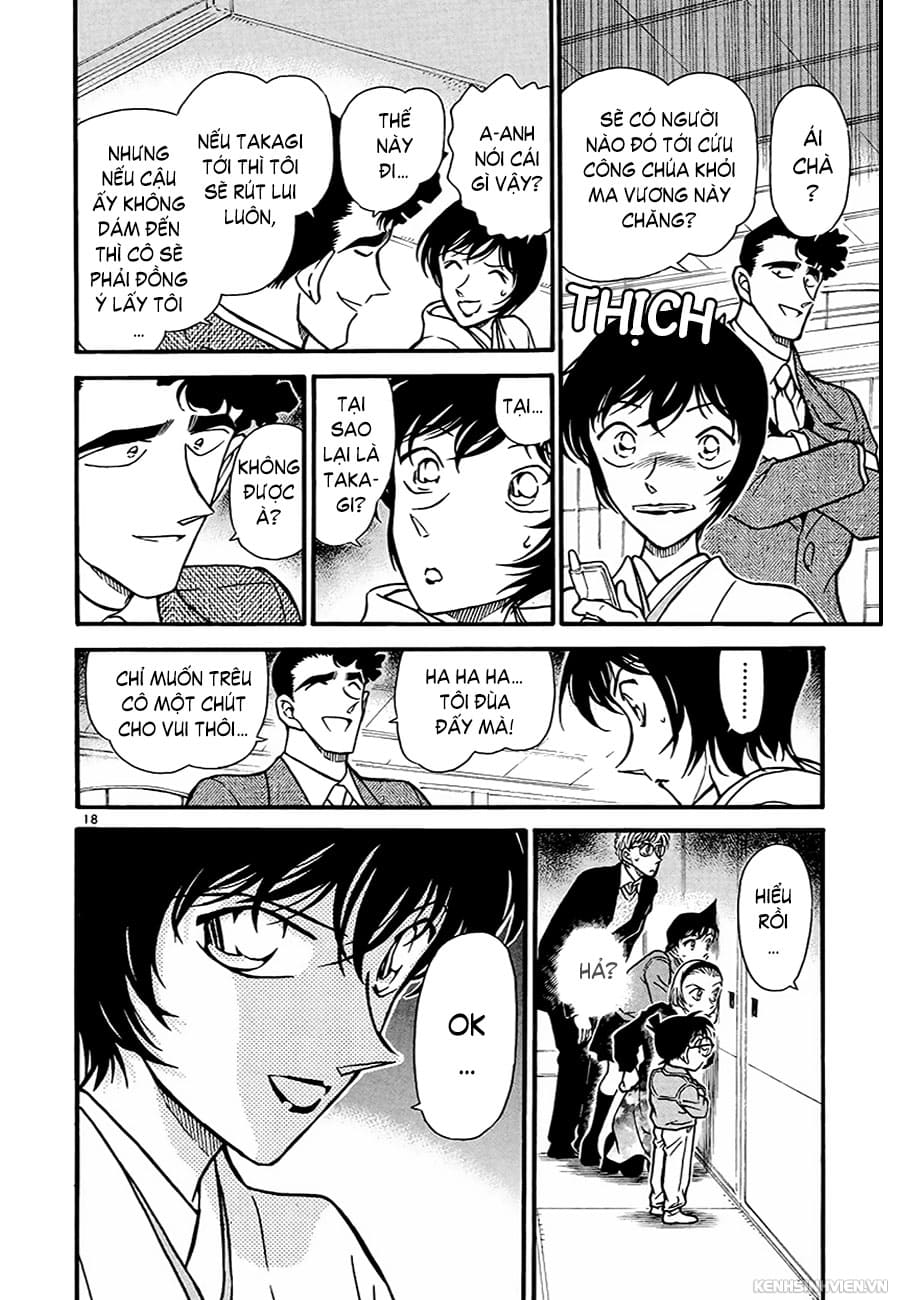 ÁI
CHÀ
?
SẼ CÓ NGƯỜI
NÀO ĐÓ TỚI CỨU
CÔNG CHÚA KHỎI
MA VƯƠNG NÀY
CHĂNG?
THỊCH
A-ANH
NÓI CÁI
GÌ VẬY?
THẾ
NÀY
ĐI...
NẾU TAKAGI
TỚI THÌ TÔI
SẼ RÚT LUI
LUÔN,
NHƯNG
NẾU CẬU
ẤY KHÔNG
DÁM ĐẾN
THÌ CÔ SẼ
PHẢI ĐỒNG
Ý LẤY TÔI
...
TẠI...
TẠI
SAO
LẠI LÀ
TAKA-
GI?
KHÔNG
ĐƯỢC
À?
.........
HA HA HA...
TÔI ĐÙA
ĐẤY MÀ!
CHỈ MUỐN TRÊU
CÔ MỘT CHÚT
CHO VUI THÔI...
18
HIỂU
RỒI
...
HẢ?
OK
...
KENHSINHVIEN.VN